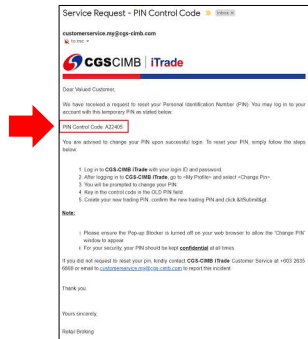 Service Request - PIN Control Code Inbox ×
customerservice.my@cgs-cimb.com
to me
CGS CIMB | iTrade
Dear Valued Customer,
We have received a request to reset your Personal Identification Number (PIN). You may log in to your
account with this temporary PIN as stated below:
PIN Control Code: A22405
You are advised to change your PIN upon successful login. To reset your PIN, simply follow the steps
below.
1. Log in to CGS-CIMB iTrade with your login ID and password.
2. After logging in to CGS-CIMB iTrade, go to <My Profile> and select <Change Pin>.
3. You will be prompted to change your PIN.
4. Key in the control code in the OLD PIN field.
5. Create your new trading PIN, confirm the new trading PIN and click &ltSubmit&gt.
Note:
Please ensure the Pop-up Blocker is turned off on your web browser to allow the 'Change PIN'
window to appear.
For your security, your PIN should be kept confidential at all times.
If you did not request to reset your pin, kindly contact CGS-CIMB iTrade Customer Service at +603 2635
6888 or email to customerservice.my@cgs-cimb.com to report this incident.
Thank you.
Yours sincerely,
Retail Broking